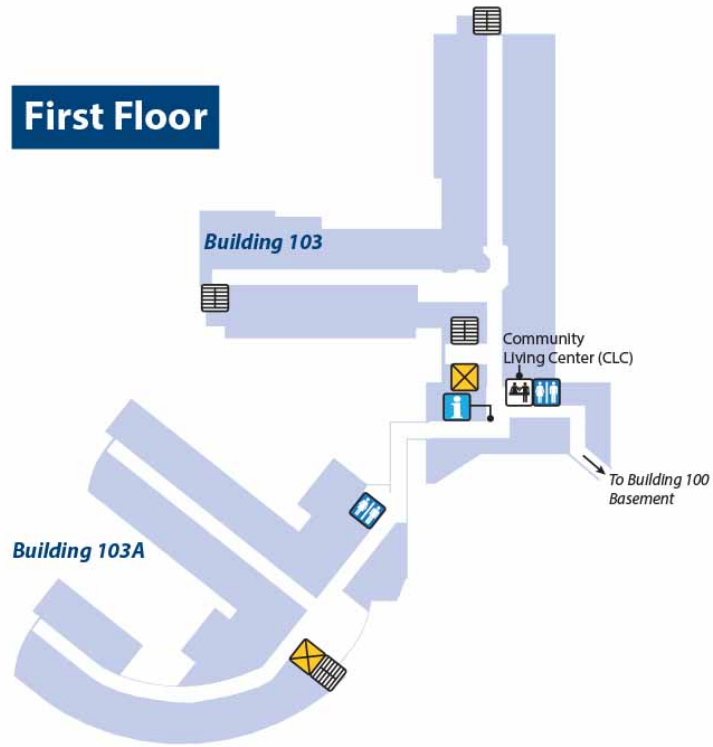 First Floor
Building 103
Community
Living Center (CLC)
To Building 100
Basement
Building 103A